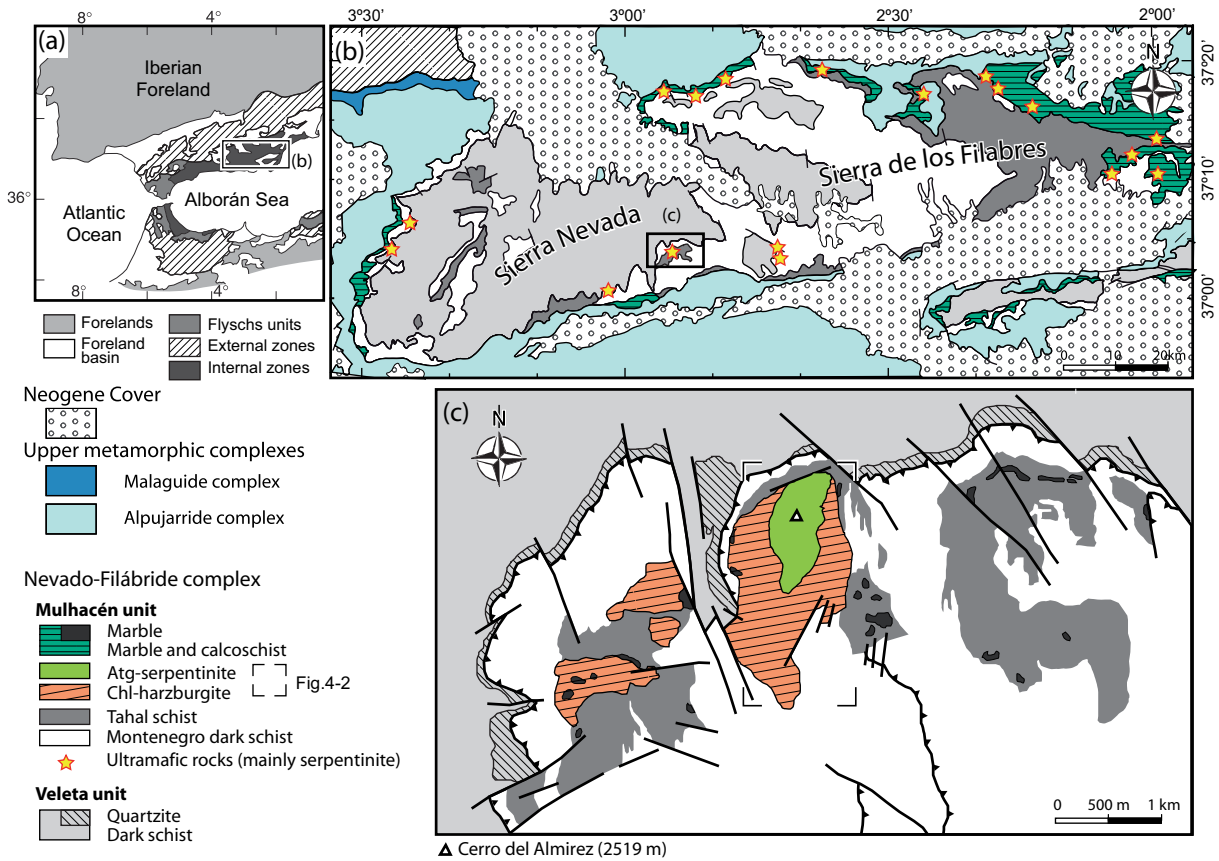 8° 4°
(a)
Iberian
Foreland
(b)
36°
Alborán Sea
Atlantic
Ocean
8° 4°
Forelands
Foreland
basin
Flyschs units
External zones
Internal zones
3°30' 3°00' 2°30' 2°00'
(b)
N
37°20'
37°10'
37°00'
Sierra de los Filabres
Sierra Nevada
(c)
0 10 20km
Neogene Cover
Upper metamorphic complexes
Malaguide complex
Alpujarride complex
Nevado-Filábride complex
Mulhacén unit
Marble
Marble and calcoschist
Atg-serpentinite
Chl-harzburgite
Fig.4-2
Tahal schist
Montenegro dark schist
Ultramafic rocks (mainly serpentinite)
Veleta unit
Quartzite
Dark schist
(c)
N
0 500 m 1 km
Cerro del Almirez (2519 m)